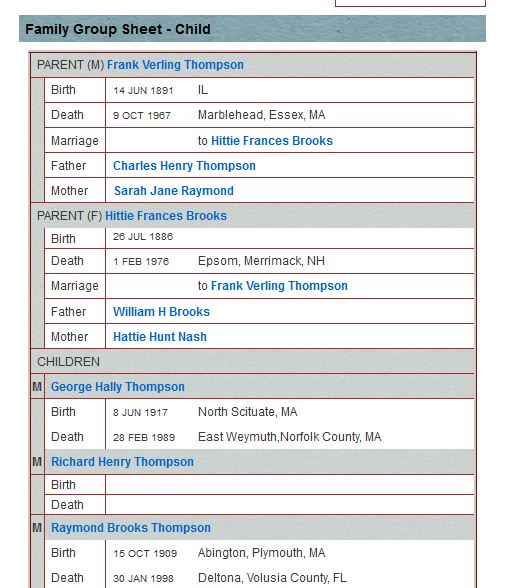 Family Group Sheet - Child
PARENT (M) Frank Verling Thompson
Birth 14 JUN 1891 IL
Death 9 OCT 1967 Marblehead, Essex, MA
Marriage to Hittie Frances Brooks
Father Charles Henry Thompson
Mother Sarah Jane Raymond
PARENT (F) Hittie Frances Brooks
Birth 26 JUL 1886
Death 1 FEB 1976 Epsom, Merrimack, NH
Marriage to Frank Verling Thompson
Father William H Brooks
Mother Hattie Hunt Nash
CHILDREN
M George Hally Thompson
Birth 8 JUN 1917 North Scituate, MA
Death 28 FEB 1989 East Weymuth,Norfolk County, MA
M Richard Henry Thompson
Birth
Death
M Raymond Brooks Thompson
Birth 15 OCT 1909 Abington, Plymouth, MA
Death 30 JAN 1998 Deltona, Volusia County, FL